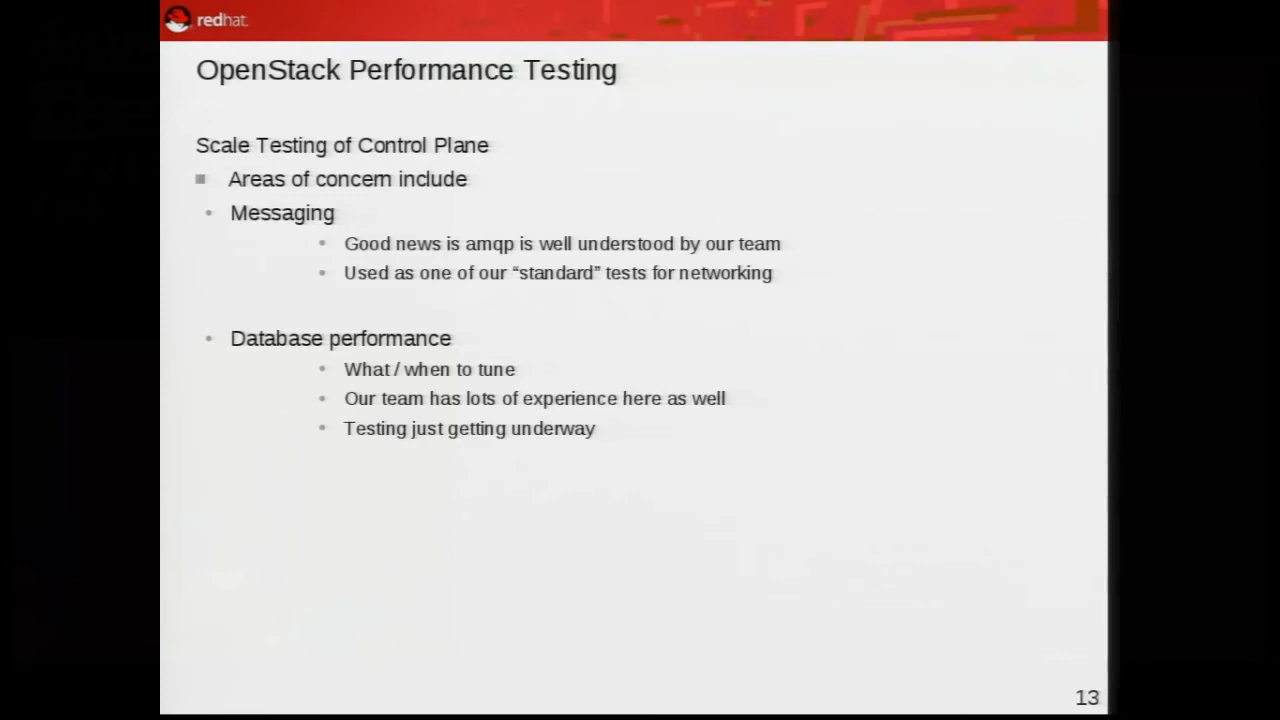 redhat.
OpenStack Performance Testing
Scale Testing of Control Plane
Areas of concern include
Messaging
Good news is amqp is well understood by our team
Used as one of our “standard” tests for networking
Database performance
What / when to tune
Our team has lots of experience here as well
Testing just getting underway
13